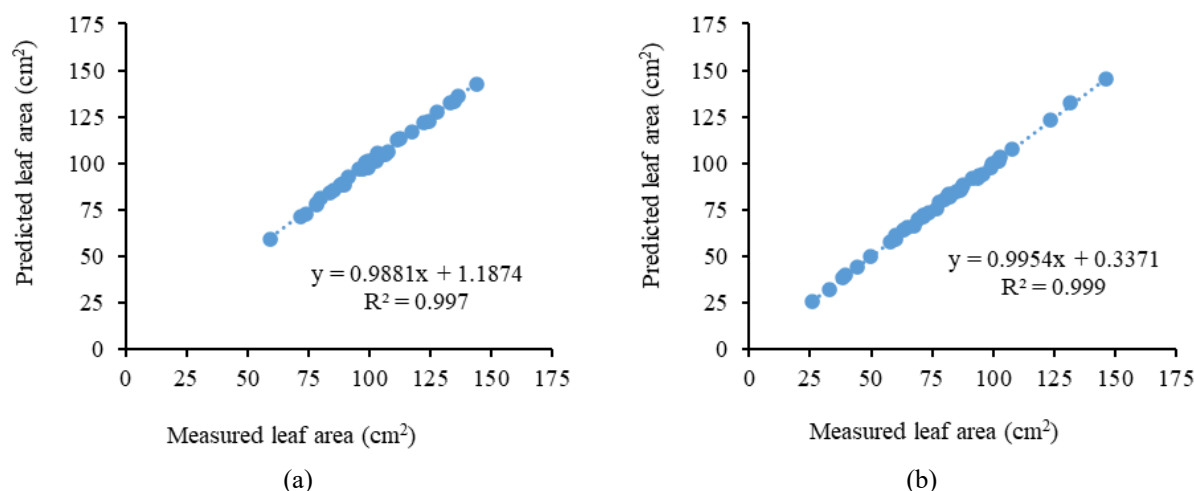 Predicted leaf area (cm²)
175
150
125
100
75
50
25
0
y = 0.9881x + 1.1874
R² = 0.997
0 25 50 75 100 125 150 175
Measured leaf area (cm²)
(a)
Predicted leaf area (cm²)
175
150
125
100
75
50
25
0
y = 0.9954x + 0.3371
R² = 0.999
0 25 50 75 100 125 150 175
Measured leaf area (cm²)
(b)